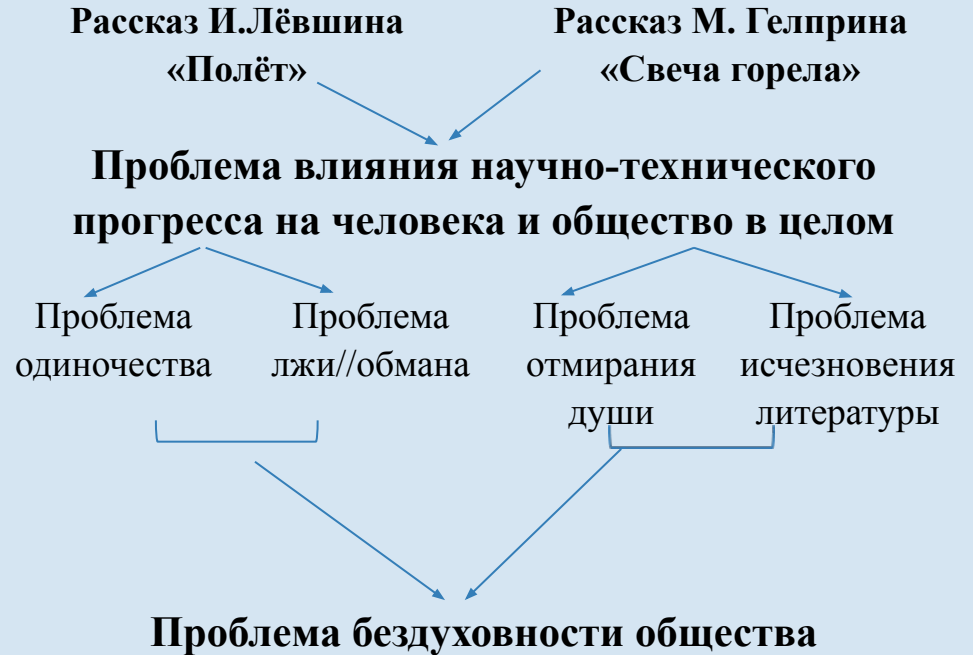 Рассказ И.Лёвшина
«Полёт»
Рассказ М. Гелприна
«Свеча горела»
Проблема влияния научно-технического
прогресса на человека и общество в целом
Проблема
одиночества
Проблема
лжи//обмана
Проблема
отмирания
души
Проблема
исчезновения
литературы
Проблема бездуховности общества